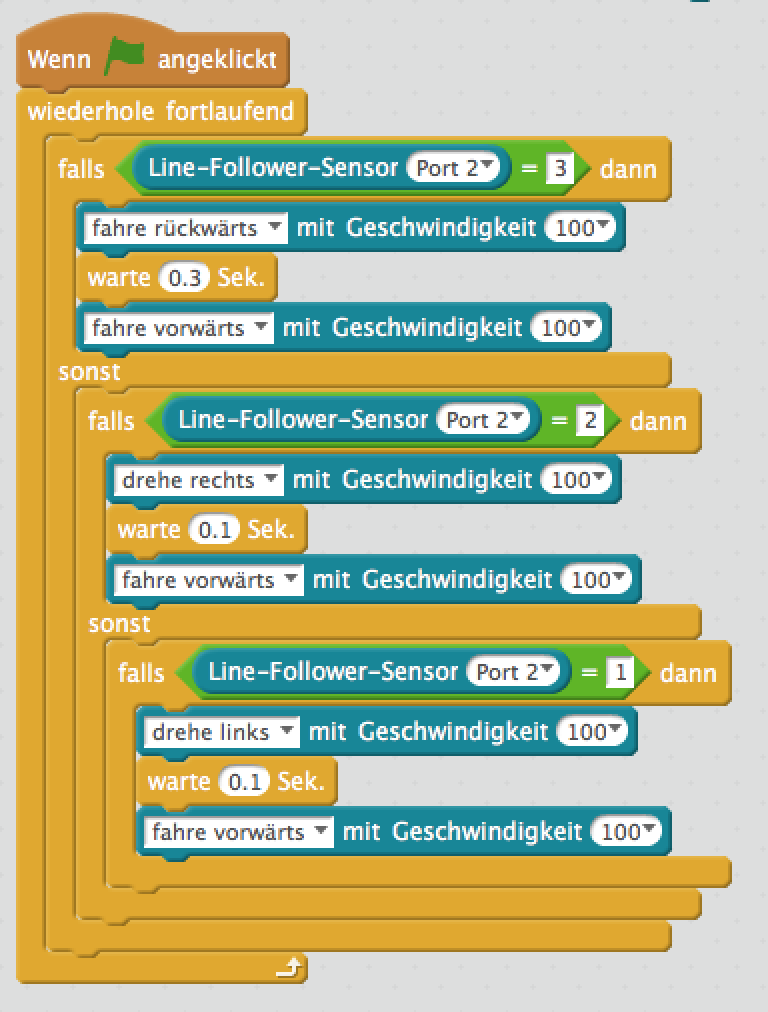 Wenn angeklickt
wiederhole fortlaufend
falls Line-Follower-Sensor Port 2 = 3 dann
fahre rückwärts mit Geschwindigkeit 100
warte 0.3 Sek.
fahre vorwärts mit Geschwindigkeit 100
sonst
falls Line-Follower-Sensor Port 2 = 2 dann
drehe rechts mit Geschwindigkeit 100
warte 0.1 Sek.
fahre vorwärts mit Geschwindigkeit 100
sonst
falls Line-Follower-Sensor Port 2 = 1 dann
drehe links mit Geschwindigkeit 100
warte 0.1 Sek.
fahre vorwärts mit Geschwindigkeit 100